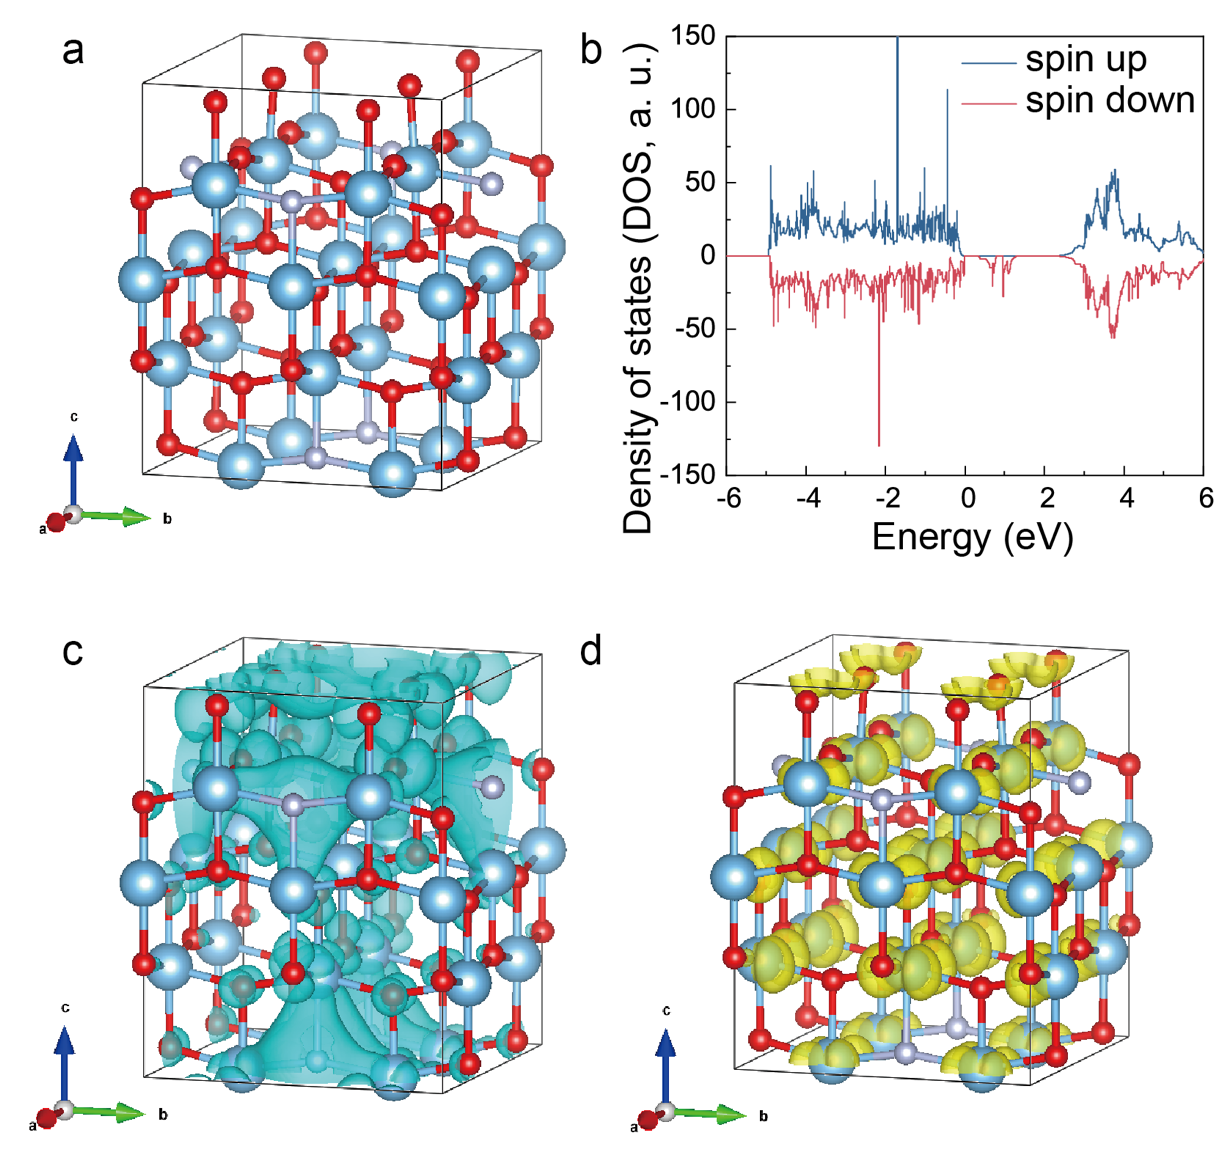 a
c
a
b
b
Density of states (DOS, a. u.)
150
100
50
0
-50
-100
-150
spin up
spin down
-6
-4
-2
0
2
4
6
Energy (eV)
c
c
a
b
d
c
a
b